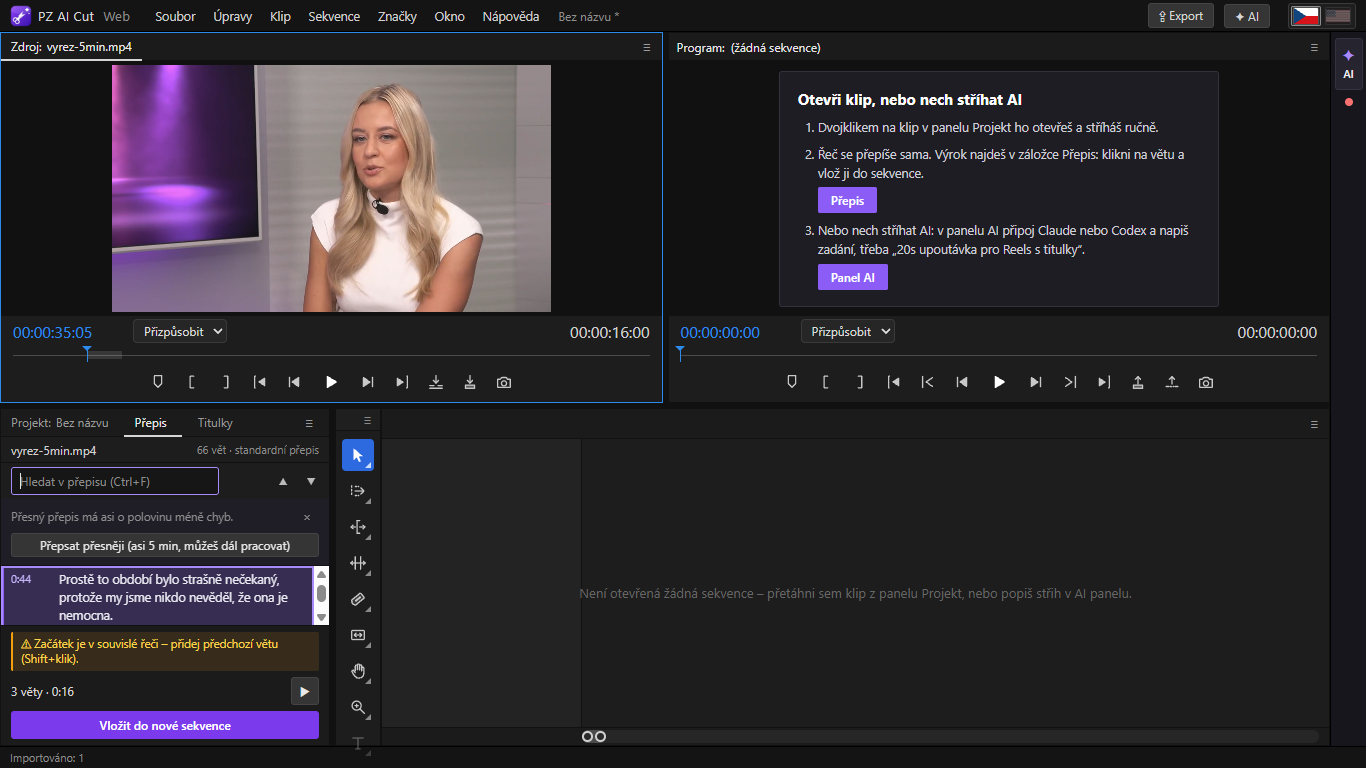 PZ AI Cut Web Soubor Úpravy Klip Sekvence Značky Okno Nápověda Bez názvu * Export AI
Zdroj: vyrez-5min.mp4
Program: (žádná sekvence)
AI
Otevři klip, nebo nech stříhat AI
1. Dvojklikem na klip v panelu Projekt ho otevřeš a stříháš ručně.
2. Řeč se přepíše sama. Výrok najdeš v záložce Přepis: klikni na větu a
vlož ji do sekvence.
Přepis
3. Nebo nech stříhat AI: v panelu AI připoj Claude nebo Codex a napiš
zadání, třeba „20s upoutávka pro Reels s titulky“.
Panel AI
00:00:35:05 Přizpůsobit 00:00:16:00
00:00:00:00 Přizpůsobit 00:00:00:00
Projekt: Bez názvu Přepis Titulky
vyrez-5min.mp4 66 vět · standardní přepis
Hledat v přepisu (Ctrl+F)
Přesný přepis má asi o polovinu méně chyb.
Přepsat přesněji (asi 5 min, můžeš dál pracovat)
0:44 Prostě to období bylo strašně nečekaný,
protože my jsme nikdo nevěděl, že ona je
nemocna.
⚠ Začátek je v souvislé řeči – přidej předchozí větu
(Shift+klik).
3 věty · 0:16
Vložit do nové sekvence
Není otevřená žádná sekvence – přetáhni sem klip z panelu Projekt, nebo popiš střih v AI panelu.
Importováno: 1